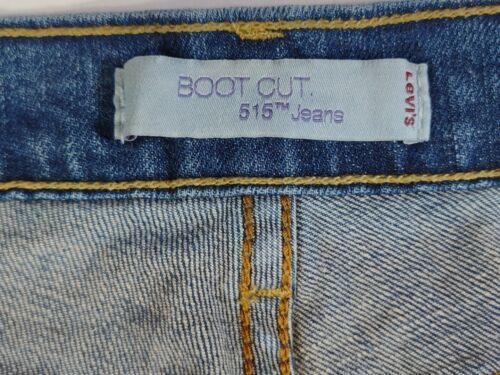 BOOT CUT.
515™ Jeans
Levi's